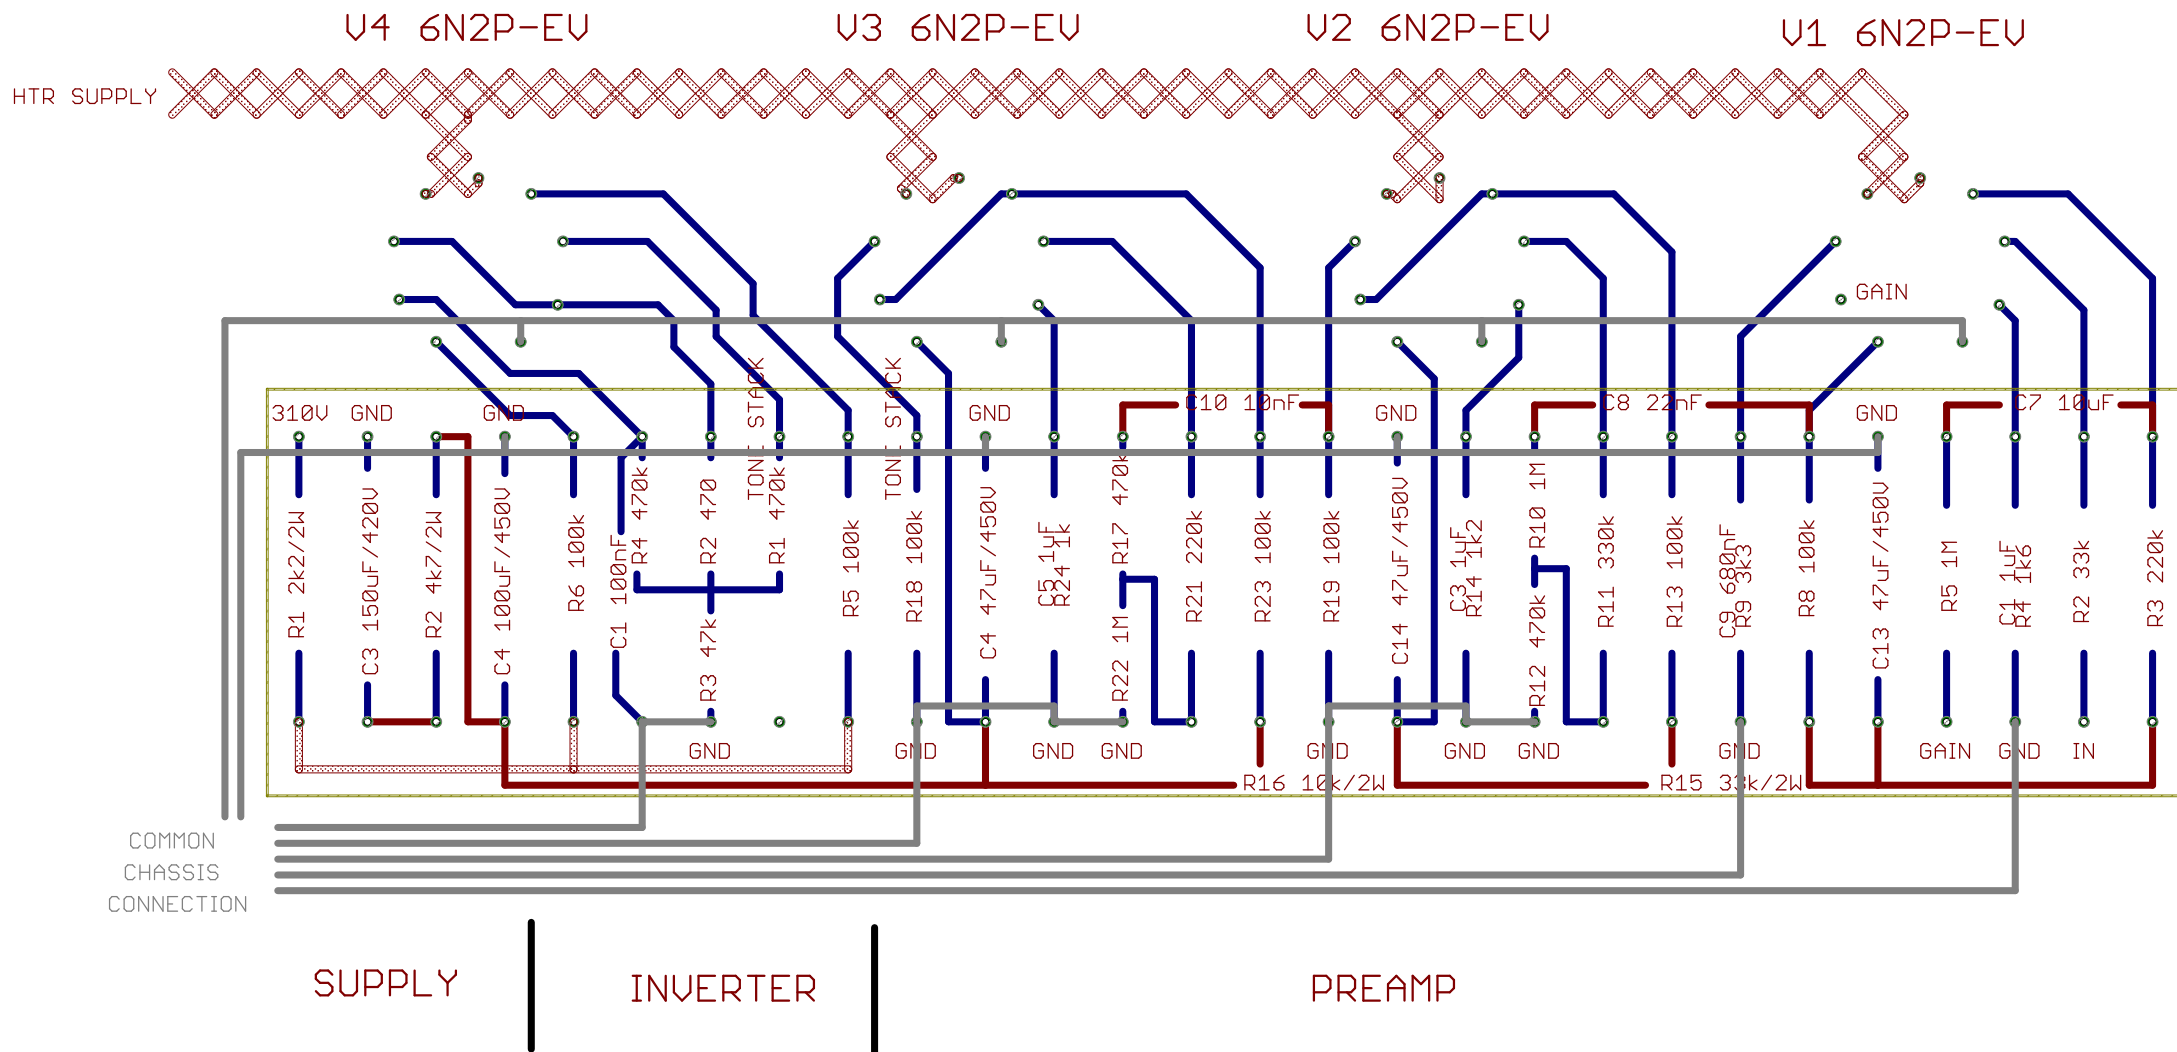 V4 6N2P-EV
V3 6N2P-EV
V2 6N2P-EV
V1 6N2P-EV
HTR SUPPLY
GAIN
310V
GND
GND
TONE STACK
TONE STACK
GND
C10 10nF
GND
C8 22nF
GND
C7 10uF
R1 2k2/2W
C3 150uF/420V
R2 4k7/2W
C4 100uF/450V
R6 100k
C1 100nF
R4 470k
R2 470
R3 47k
R1 470k
R5 100k
R18 100k
C4 47uF/450V
C5 1uF
R24 1k
R17 470k
R22 1M
R21 220k
R23 100k
R19 100k
C14 47uF/450V
C3 1uF
R14 1k2
R10 1M
R12 470k
R11 330k
R13 100k
C9 680nF
R9 3k3
R8 100k
C13 47uF/450V
R5 1M
C1 1uF
R4 1k6
R2 33k
R3 220k
GND
GND
GND
GND
GND
GND
GND
GND
GAIN
GND
IN
R16 10k/2W
R15 33k/2W
COMMON
CHASSIS
CONNECTION
SUPPLY
INVERTER
PREAMP